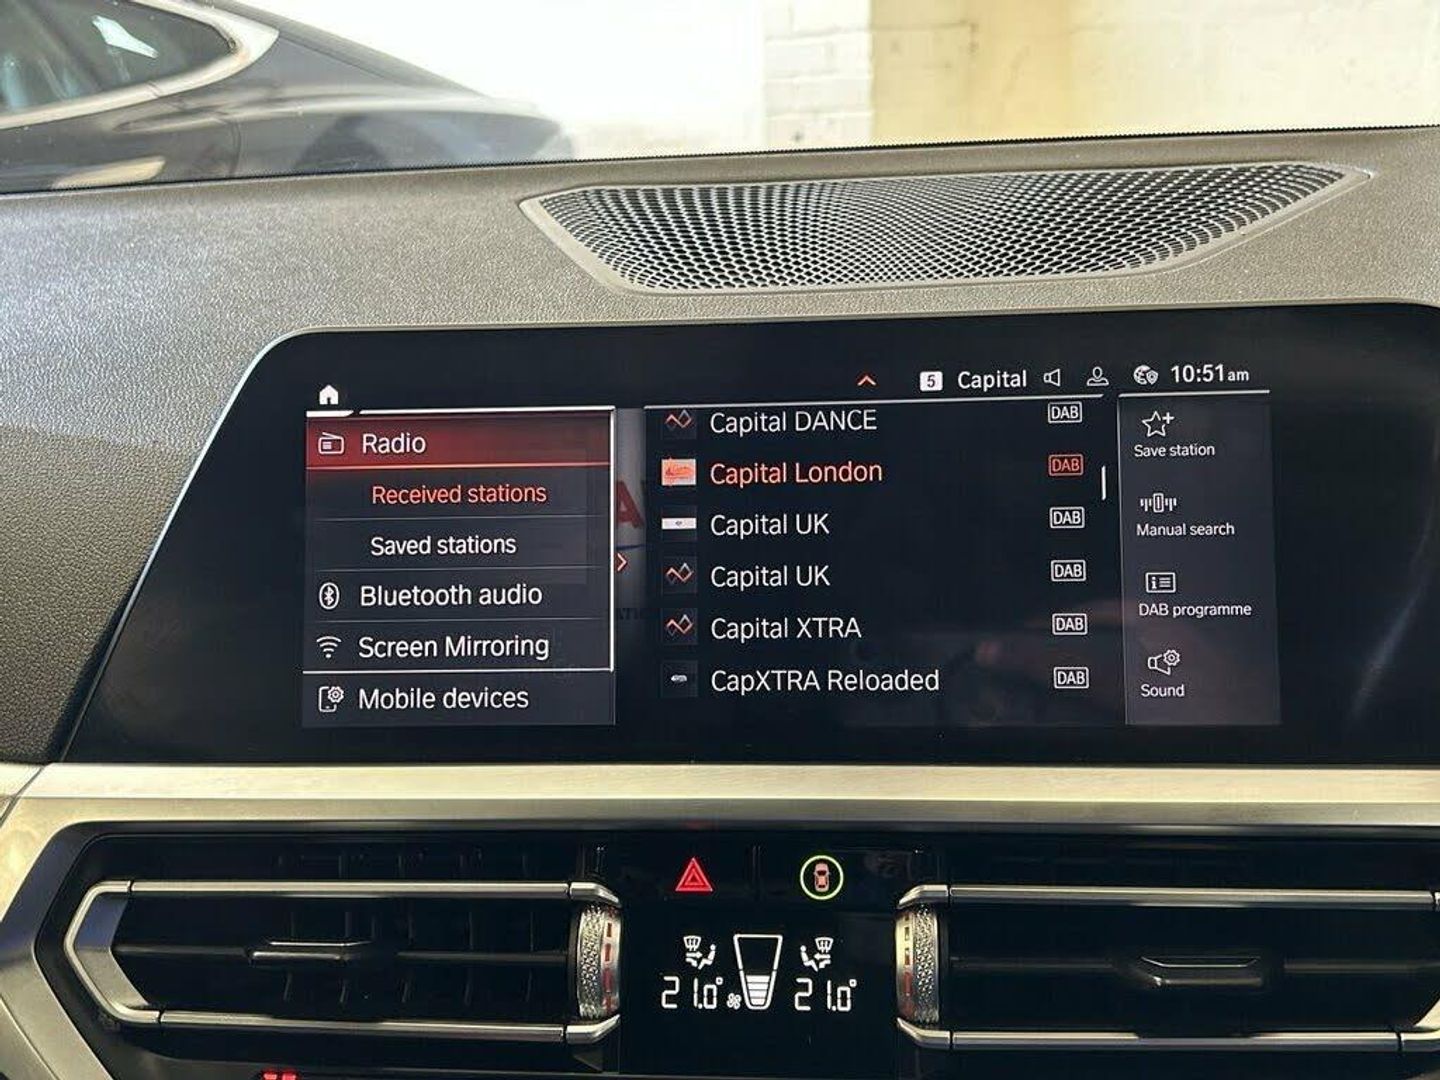 5 Capital 10:51am
Radio
Received stations
Saved stations
Bluetooth audio
Screen Mirroring
Mobile devices
Capital DANCE DAB
Capital London DAB
Capital UK DAB
Capital UK DAB
Capital XTRA DAB
CapXTRA Reloaded DAB
Save station
Manual search
DAB programme
Sound
21.0° 21.0°